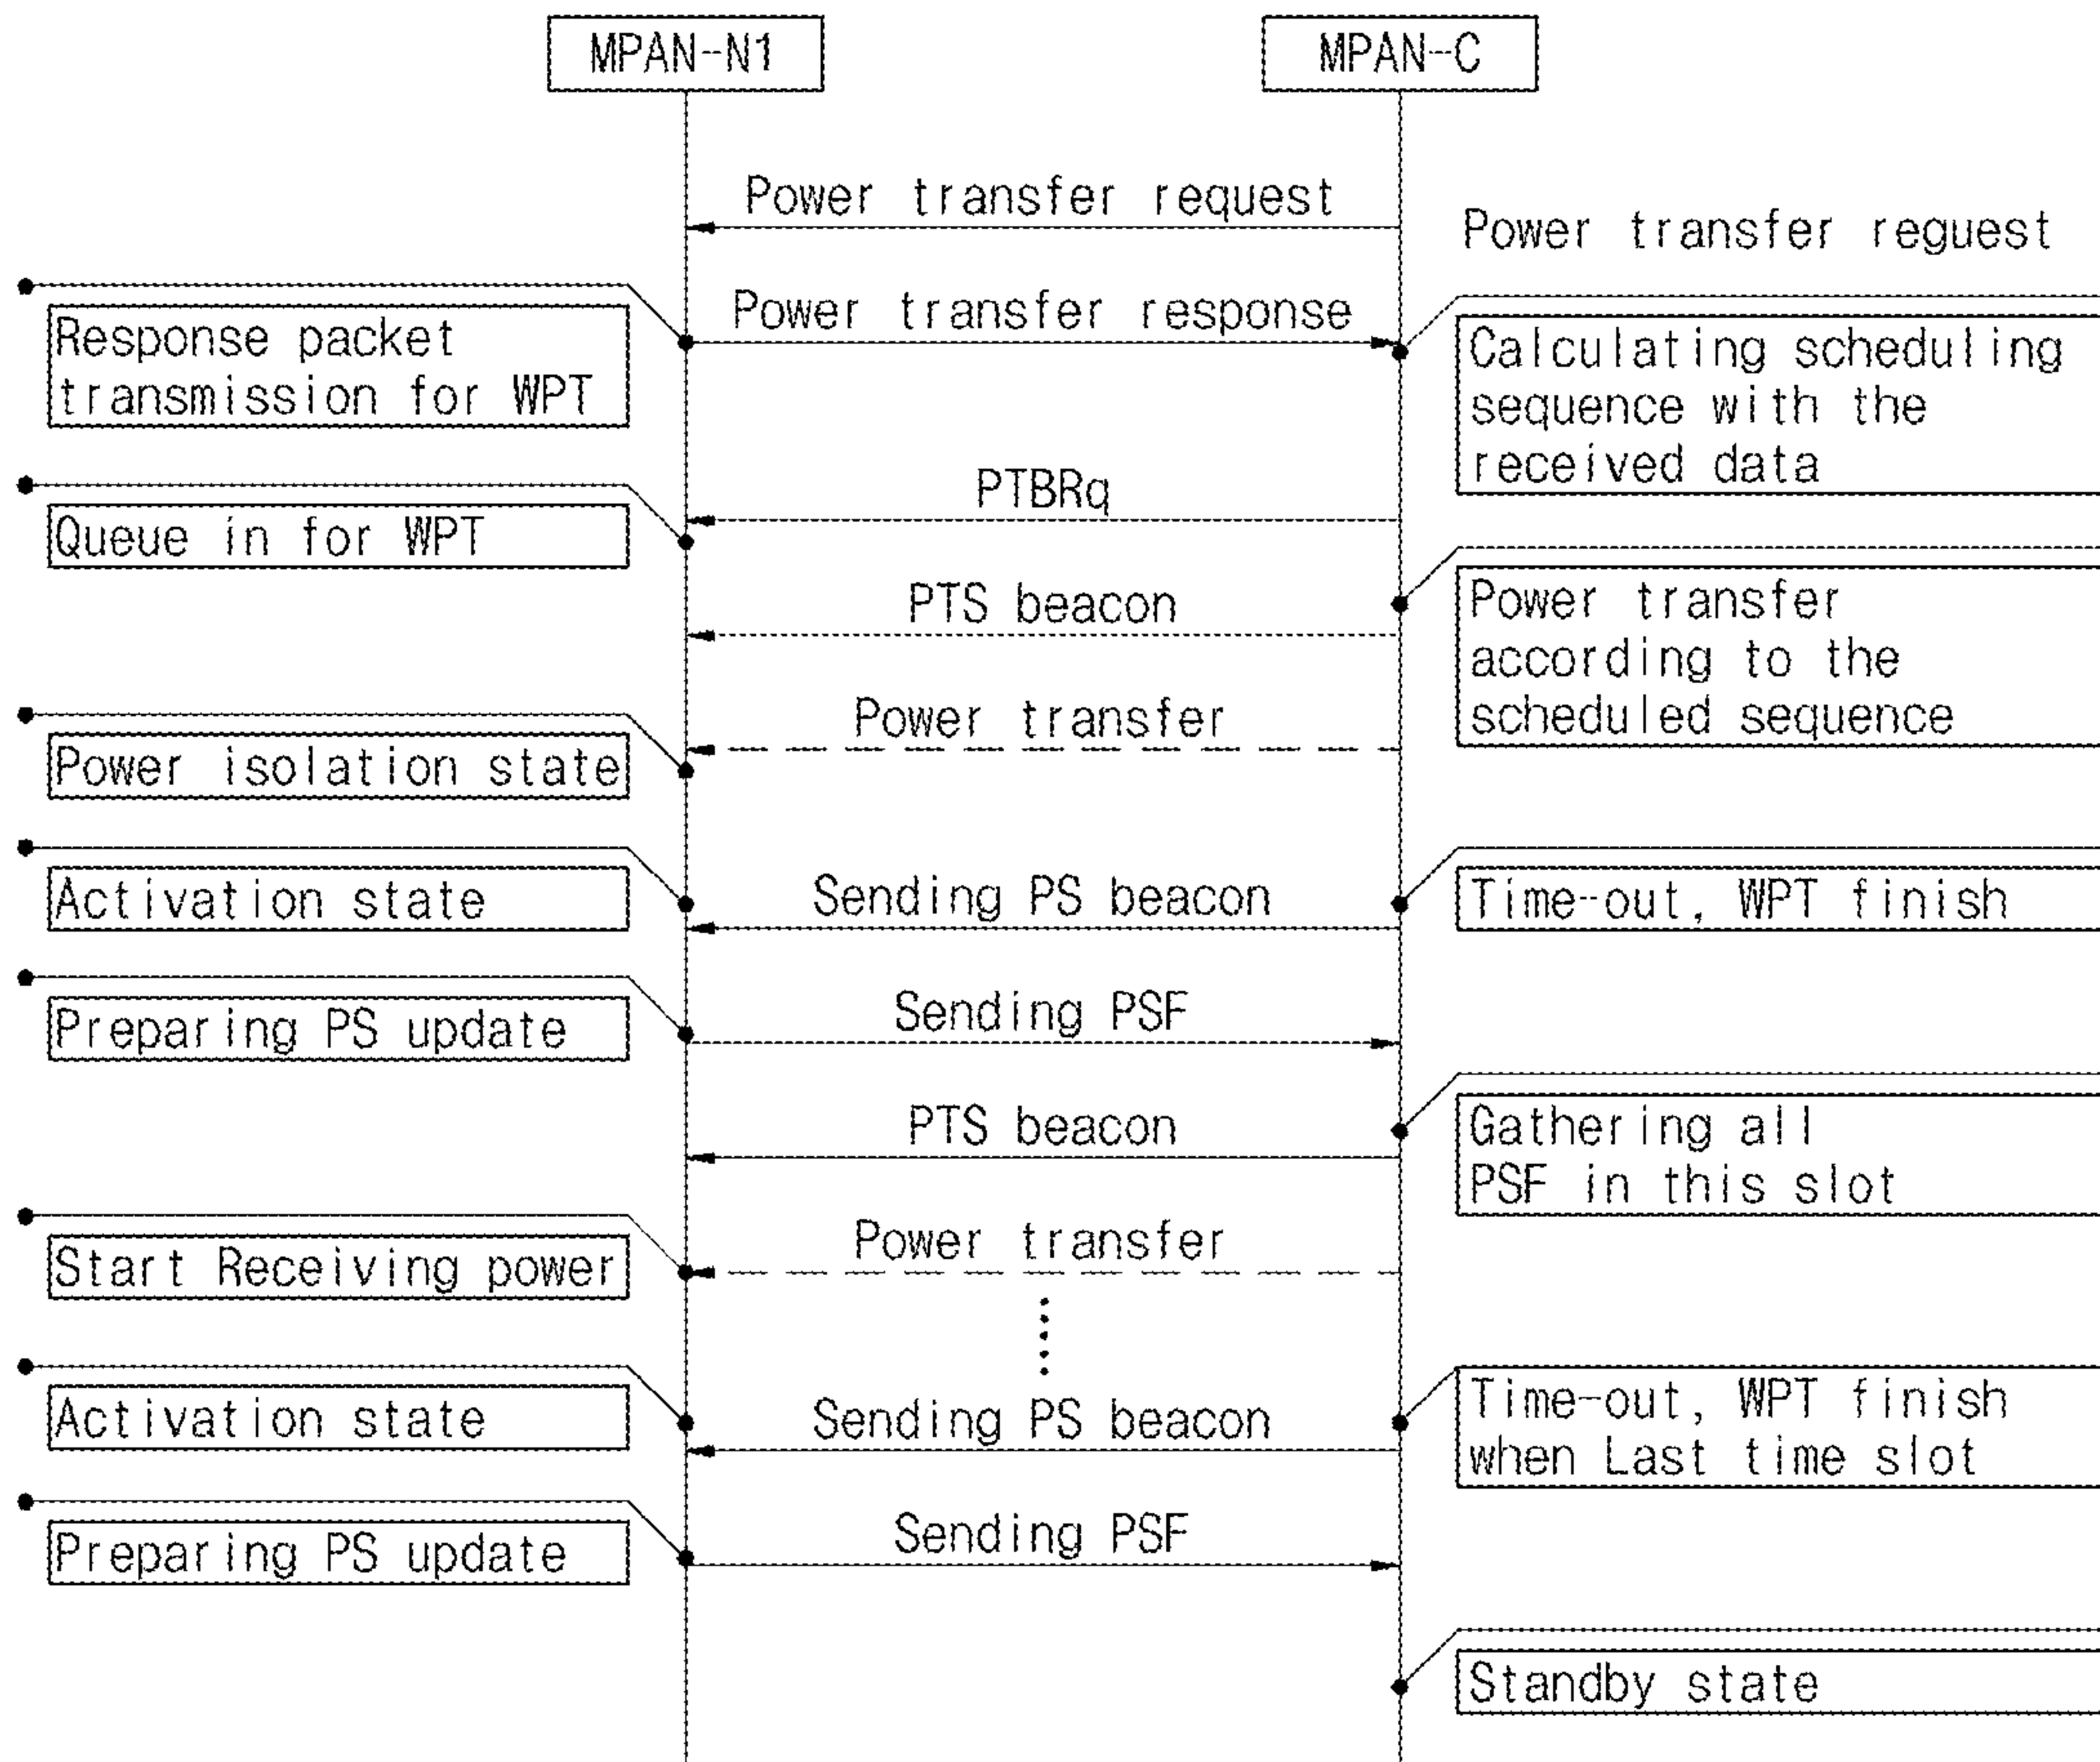 MPAN-N1
MPAN-C
Power transfer request
Power transfer reguest
Power transfer response
Response packet
transmission for WPT
Calculating scheduling
sequence with the
received data
PTBRq
Queue in for WPT
PTS beacon
Power transfer
according to the
scheduled sequence
Power transfer
Power isolation state
Activation state
Sending PS beacon
Time-out, WPT finish
Preparing PS update
Sending PSF
PTS beacon
Gathering all
PSF in this slot
Power transfer
Start Receiving power
Activation state
Sending PS beacon
Time-out, WPT finish
when Last time slot
Preparing PS update
Sending PSF
Standby state